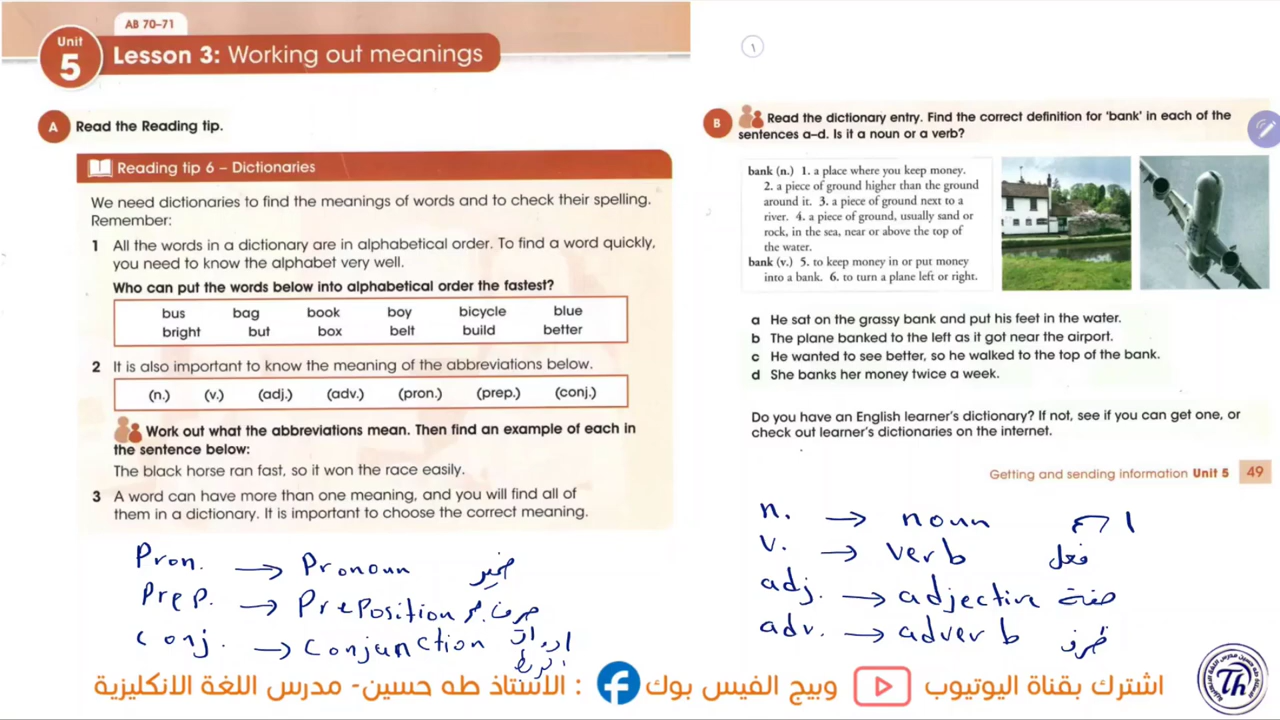 AB 70–71
Unit
5
Lesson 3: Working out meanings
A Read the Reading tip.
Reading tip 6 – Dictionaries
We need dictionaries to find the meanings of words and to check their spelling.
Remember:
1 All the words in a dictionary are in alphabetical order. To find a word quickly,
you need to know the alphabet very well.
Who can put the words below into alphabetical order the fastest?
bus bag book boy bicycle blue
bright but box belt build better
2 It is also important to know the meaning of the abbreviations below.
(n.) (v.) (adj.) (adv.) (pron.) (prep.) (conj.)
Work out what the abbreviations mean. Then find an example of each in
the sentence below:
The black horse ran fast, so it won the race easily.
3 A word can have more than one meaning, and you will find all of
them in a dictionary. It is important to choose the correct meaning.
Pron. → Pronoun ضمير
Prep. → Preposition حرف جر
conj. → Conjunction ادوات
الربط
١
B Read the dictionary entry. Find the correct definition for 'bank' in each of the
sentences a–d. Is it a noun or a verb?
bank (n.) 1. a place where you keep money.
2. a piece of ground higher than the ground
around it. 3. a piece of ground next to a
river. 4. a piece of ground, usually sand or
rock, in the sea, near or above the top of
the water.
bank (v.) 5. to keep money in or put money
into a bank. 6. to turn a plane left or right.
a He sat on the grassy bank and put his feet in the water.
b The plane banked to the left as it got near the airport.
c He wanted to see better, so he walked to the top of the bank.
d She banks her money twice a week.
Do you have an English learner's dictionary? If not, see if you can get one, or
check out learner's dictionaries on the internet.
Getting and sending information Unit 5 49
n. → noun اسم
v. → verb فعل
adj. → adjective صفة
adv. → adverb ظرف
اشترك بقناة اليوتيوب وبيج الفيس بوك : الاستاذ طه حسين- مدرس اللغة الانكليزية
Th